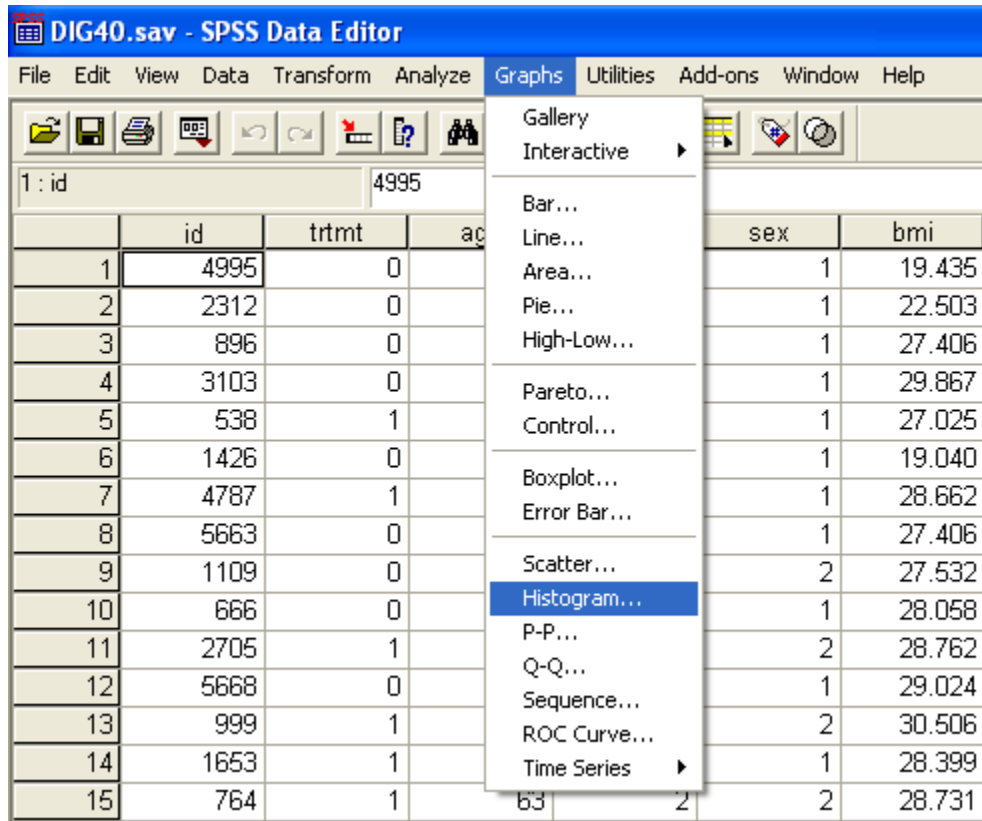 DIG40.sav - SPSS Data Editor
File Edit View Data Transform Analyze Graphs Utilities Add-ons Window Help
1 : id 4995
Gallery
Interactive
Bar...
Line...
Area...
Pie...
High-Low...
Pareto...
Control...
Boxplot...
Error Bar...
Scatter...
Histogram...
P-P...
Q-Q...
Sequence...
ROC Curve...
Time Series
id trtmt sex bmi
1 4995 0 1 19.435
2 2312 0 1 22.503
3 896 0 1 27.406
4 3103 0 1 29.867
5 538 1 1 27.025
6 1426 0 1 19.040
7 4787 1 1 28.662
8 5663 0 1 27.406
9 1109 0 2 27.532
10 666 0 1 28.058
11 2705 1 2 28.762
12 5668 0 1 29.024
13 999 1 2 30.506
14 1653 1 1 28.399
15 764 1 63 2 2 28.731